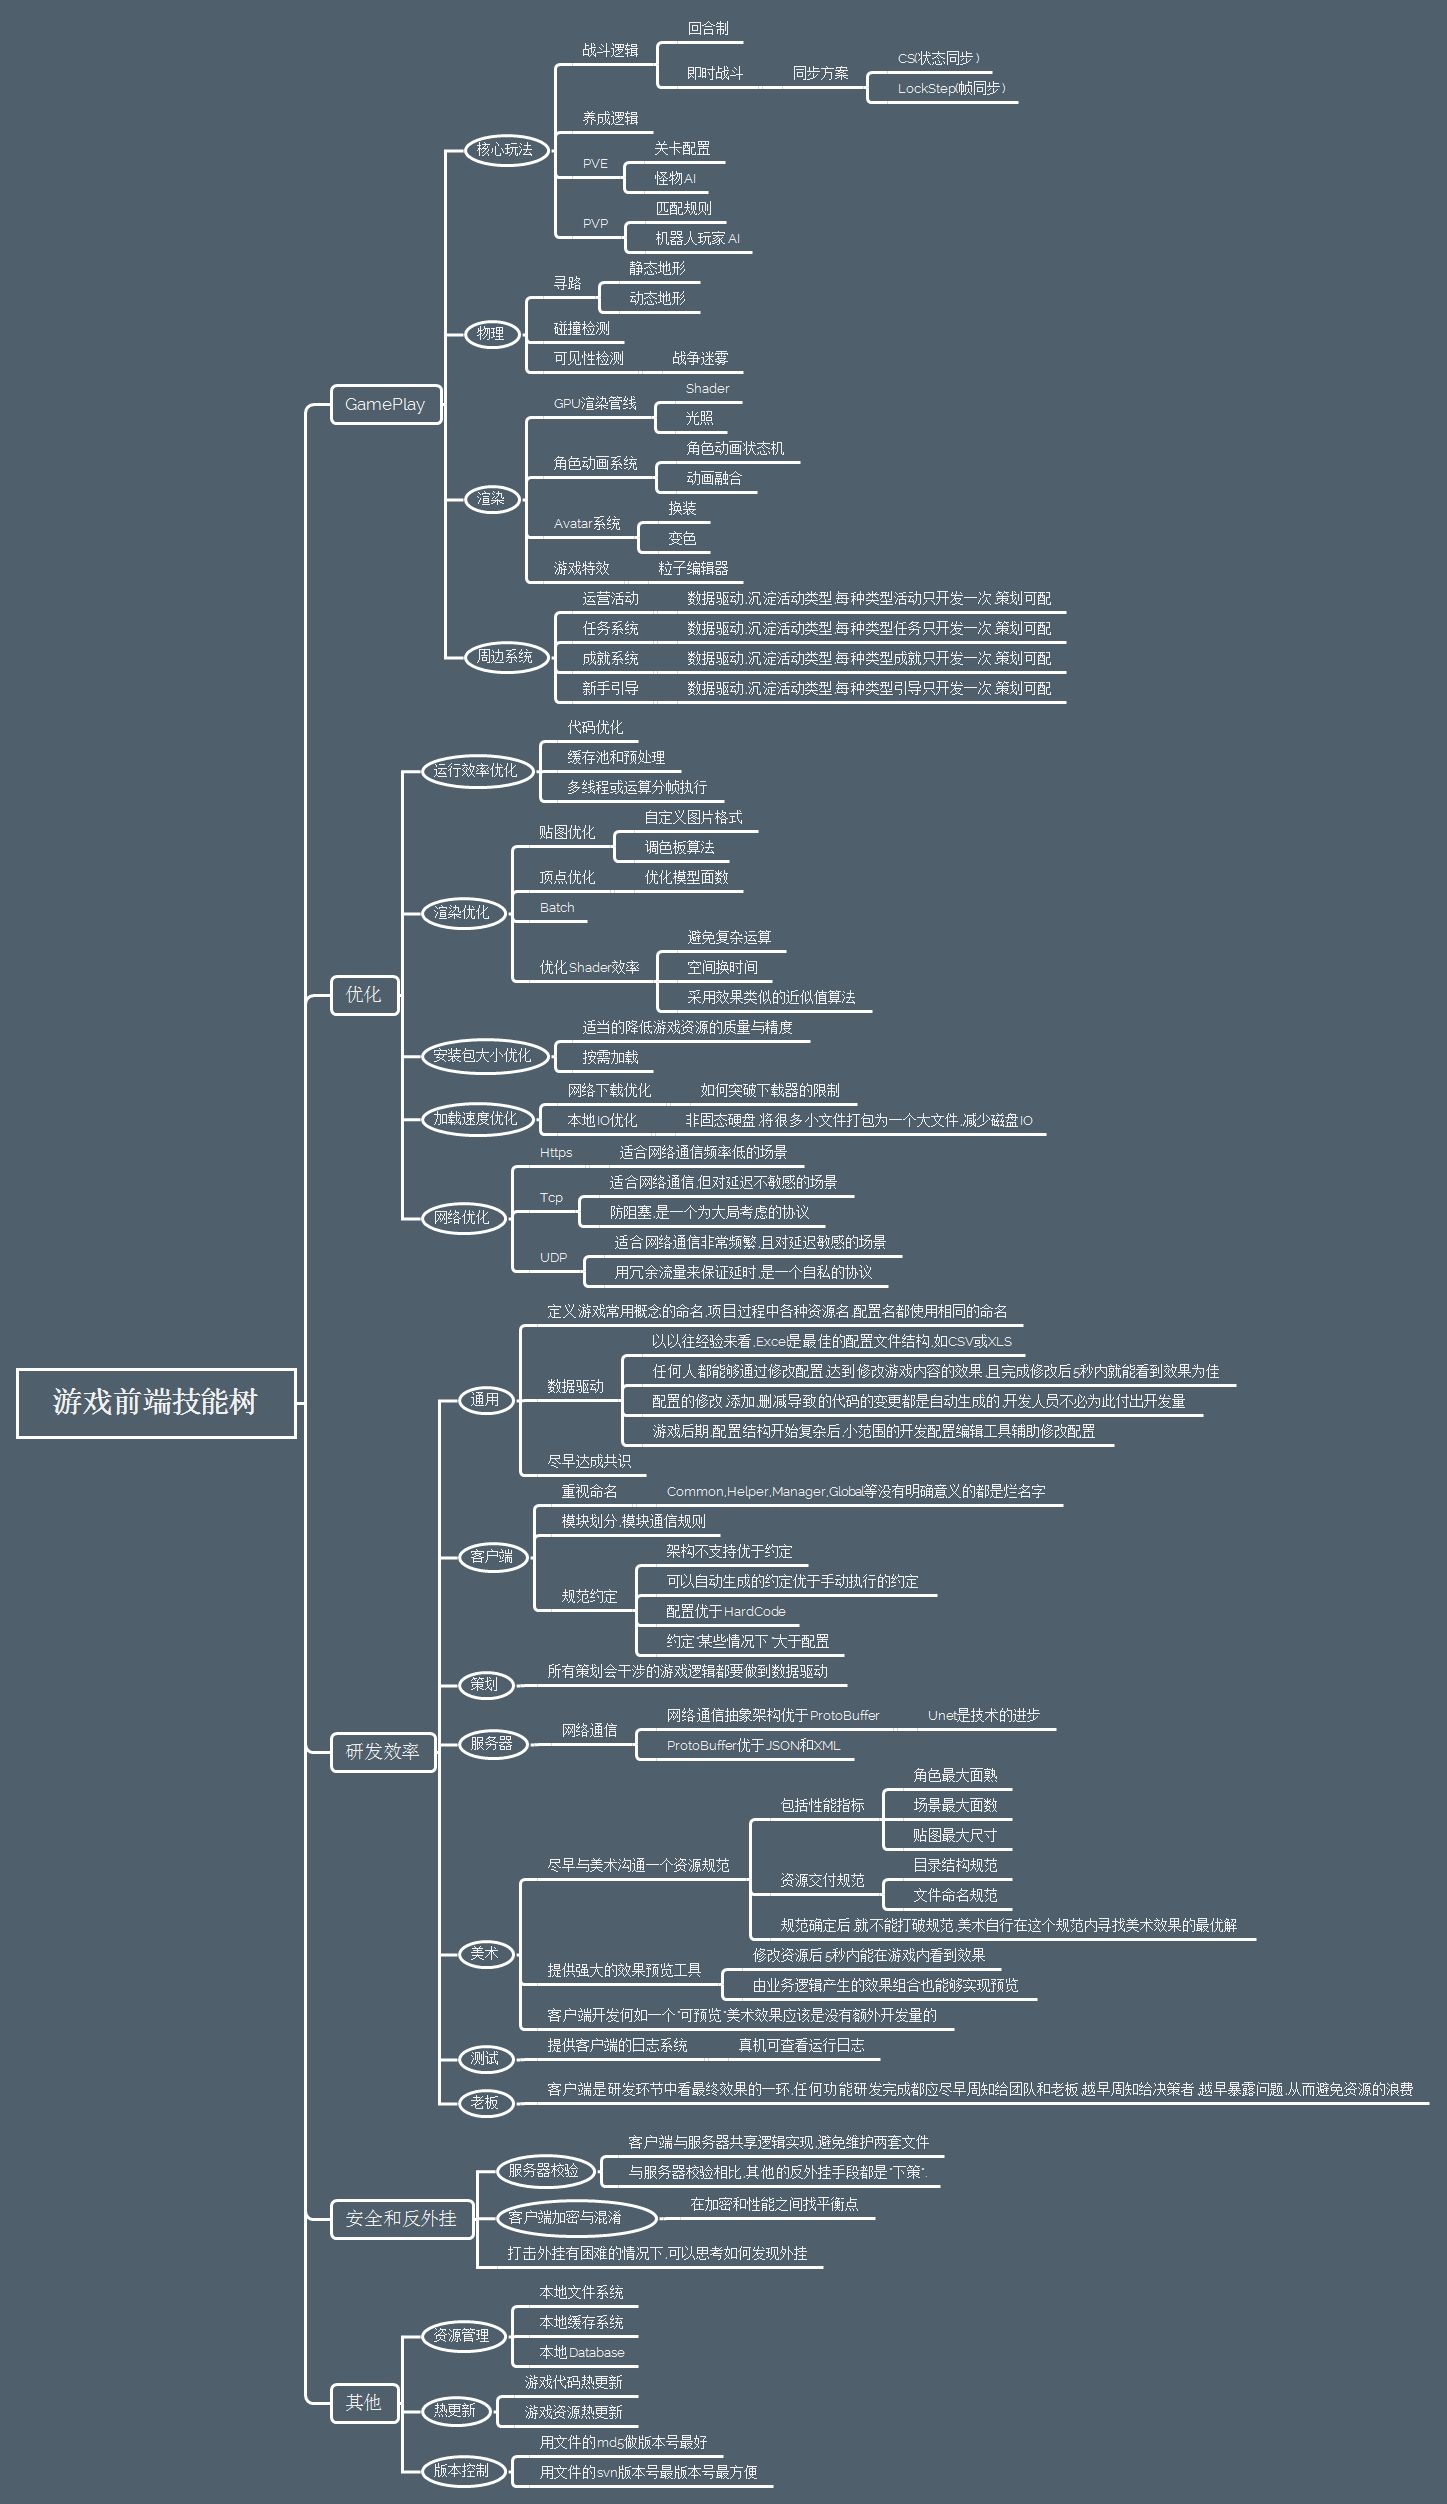 游戏前端技能树
GamePlay
核心玩法
战斗逻辑
回合制
即时战斗
同步方案
CS(状态同步)
LockStep(帧同步)
养成逻辑
PVE
关卡配置
怪物AI
PVP
匹配规则
机器人玩家 AI
物理
寻路
静态地形
动态地形
碰撞检测
可见性检测
战争迷雾
渲染
GPU渲染管线
Shader
光照
角色动画系统
角色动画状态机
动画融合
Avatar系统
换装
变色
游戏特效
粒子编辑器
周边系统
运营活动
数据驱动,沉淀活动类型,每种类型活动只开发一次,策划可配
任务系统
数据驱动,沉淀活动类型,每种类型任务只开发一次,策划可配
成就系统
数据驱动,沉淀活动类型,每种类型成就只开发一次,策划可配
新手引导
数据驱动,沉淀活动类型,每种类型引导只开发一次,策划可配
优化
运行效率优化
代码优化
缓存池和预处理
多线程或运算分帧执行
渲染优化
贴图优化
自定义图片格式
调色板算法
顶点优化
优化模型面数
Batch
优化Shader效率
避免复杂运算
空间换时间
采用效果类似的近似值算法
安装包大小优化
适当的降低游戏资源的质量与精度
按需加载
加载速度优化
网络下载优化
如何突破下载器的限制
本地IO优化
非固态硬盘,将很多小文件打包为一个大文件,减少磁盘IO
网络优化
Https
适合网络通信频率低的场景
Tcp
适合网络通信,但对延迟不敏感的场景
防阻塞,是一个为大局考虑的协议
UDP
适合网络通信非常频繁,且对延迟敏感的场景
用冗余流量来保证延时,是一个自私的协议
研发效率
通用
定义游戏常用概念的命名,项目过程中各种资源名,配置名都使用相同的命名
数据驱动
以以往经验来看,Excel是最佳的配置文件结构,如CSV或XLS
任何人都能够通过修改配置,达到修改游戏内容的效果,且完成修改后5秒内就能看到效果为佳
配置的修改,添加,删减导致的代码的变更都是自动生成的,开发人员不必为此付出开发量
游戏后期,配置结构开始复杂后,小范围的开发配置编辑工具辅助修改配置
尽早达成共识
客户端
重视命名
Common,Helper,Manager,Global等没有明确意义的都是烂名字
模块划分,模块通信规则
规范约定
架构不支持优于约定
可以自动生成的约定优于手动执行的约定
配置优于HardCode
约定"某些情况下"大于配置
策划
所有策划会干涉的游戏逻辑都要做到数据驱动
服务器
网络通信
网络通信抽象架构优于ProtoBuffer
Unet是技术的进步
ProtoBuffer优于JSON和XML
美术
尽早与美术沟通一个资源规范
包括性能指标
角色最大面熟
场景最大面数
贴图最大尺寸
资源交付规范
目录结构规范
文件命名规范
规范确定后,就不能打破规范,美术自行在这个规范内寻找美术效果的最优解
提供强大的效果预览工具
修改资源后5秒内能在游戏内看到效果
由业务逻辑产生的效果组合也能够实现预览
客户端开发何如一个"可预览"美术效果应该是没有额外开发量的
测试
提供客户端的日志系统
真机可查看运行日志
老板
客户端是研发环节中看最终效果的一环,任何功能研发完成都应尽早周知给团队和老板,越早周知给决策者,越早暴露问题,从而避免资源的浪费
安全和反外挂
服务器校验
客户端与服务器共享逻辑实现,避免维护两套文件
与服务器校验相比,其他的反外挂手段都是"下策".
客户端加密与混淆
在加密和性能之间找平衡点
打击外挂有困难的情况下,可以思考如何发现外挂
其他
资源管理
本地文件系统
本地缓存系统
本地Database
热更新
游戏代码热更新
游戏资源热更新
版本控制
用文件的md5做版本号最好
用文件的svn版本号最版本号最方便